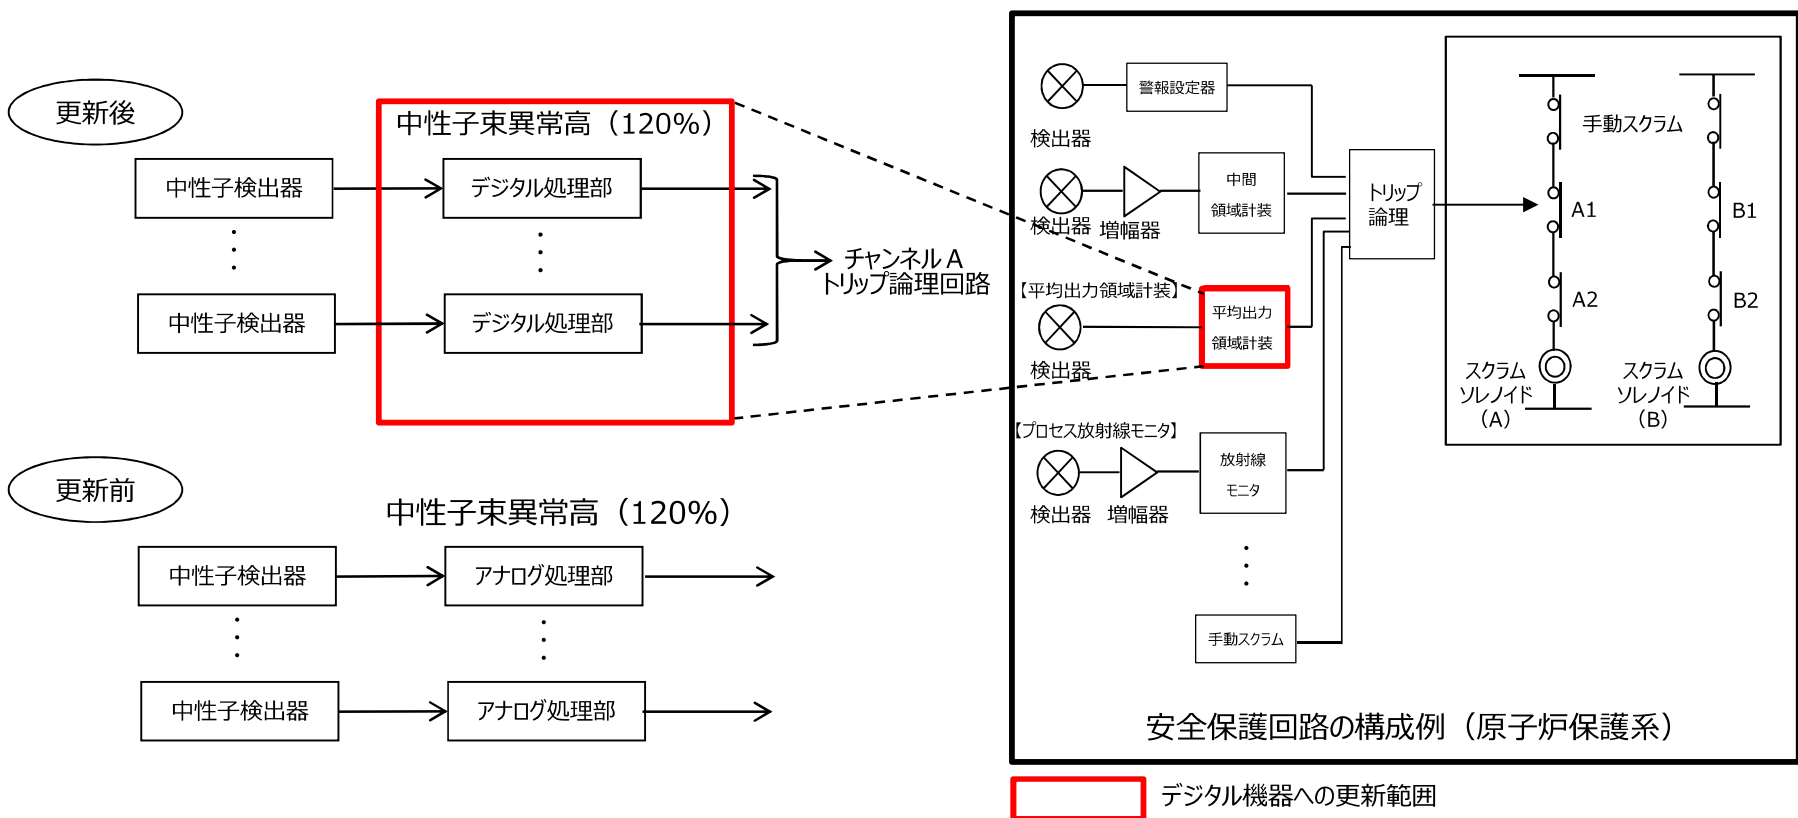 更新後
中性子束異常高（120%）
中性子検出器
デジタル処理部
中性子検出器
デジタル処理部
チャンネル A
トリップ論理回路
更新前
中性子束異常高（120%）
中性子検出器
アナログ処理部
中性子検出器
アナログ処理部
検出器
警報設定器
検出器
増幅器
中間
領域計装
【平均出力領域計装】
検出器
平均出力
領域計装
【プロセス放射線モニタ】
検出器
増幅器
放射線
モニタ
手動スクラム
トリップ
論理
手動スクラム
A1
B1
A2
B2
スクラム
ソレノイド
（A）
スクラム
ソレノイド
（B）
安全保護回路の構成例（原子炉保護系）
デジタル機器への更新範囲